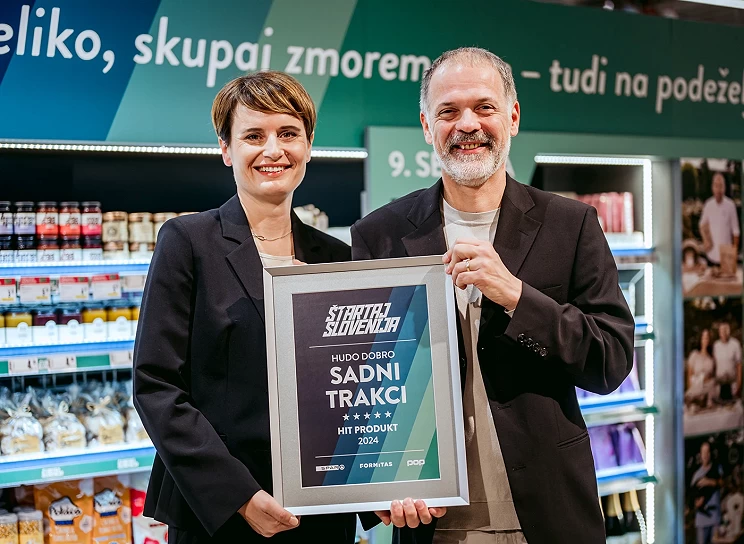 eliko, skupaj zmorem – tudi na podežel
9. SE
ŠTARTAJ
SLOVENIJA
HUDO DOBRO
SADNI
TRAKCI
HIT PRODUKT
2024
SPAR
FORMITAS
POP